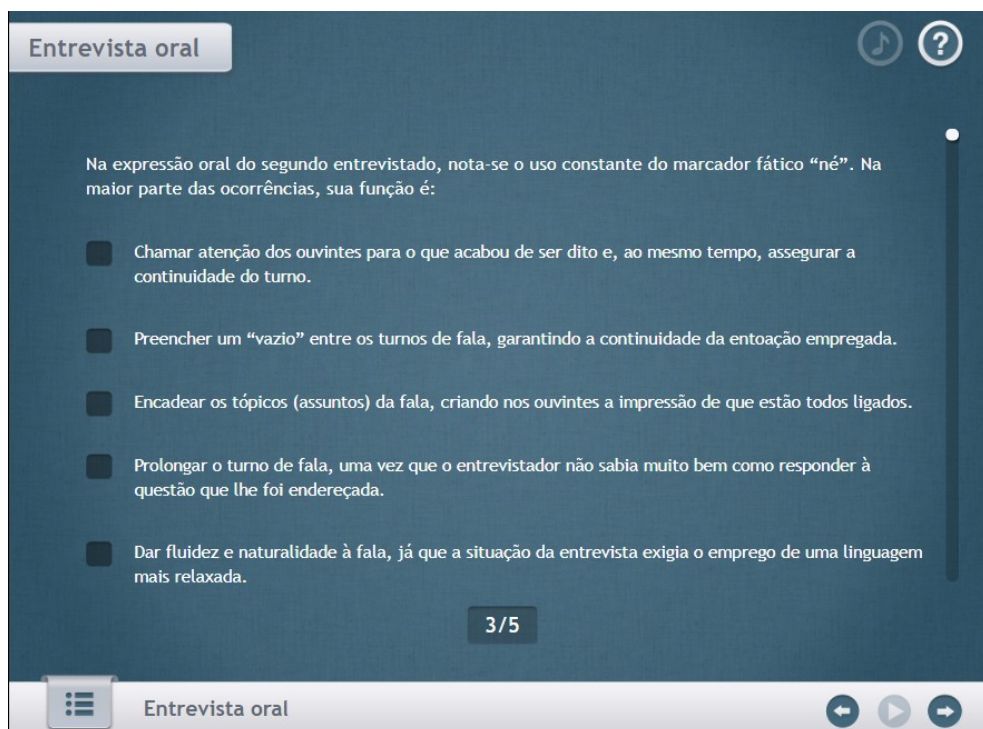 Entrevista oral
?
Na expressão oral do segundo entrevistado, nota-se o uso constante do marcador fático “né”. Na
maior parte das ocorrências, sua função é:
Chamar atenção dos ouvintes para o que acabou de ser dito e, ao mesmo tempo, assegurar a
continuidade do turno.
Preencher um “vazio” entre os turnos de fala, garantindo a continuidade da entoação empregada.
Encadear os tópicos (assuntos) da fala, criando nos ouvintes a impressão de que estão todos ligados.
Prolongar o turno de fala, uma vez que o entrevistador não sabia muito bem como responder à
questão que lhe foi endereçada.
Dar fluidez e naturalidade à fala, já que a situação da entrevista exigia o emprego de uma linguagem
mais relaxada.
3/5
Entrevista oral